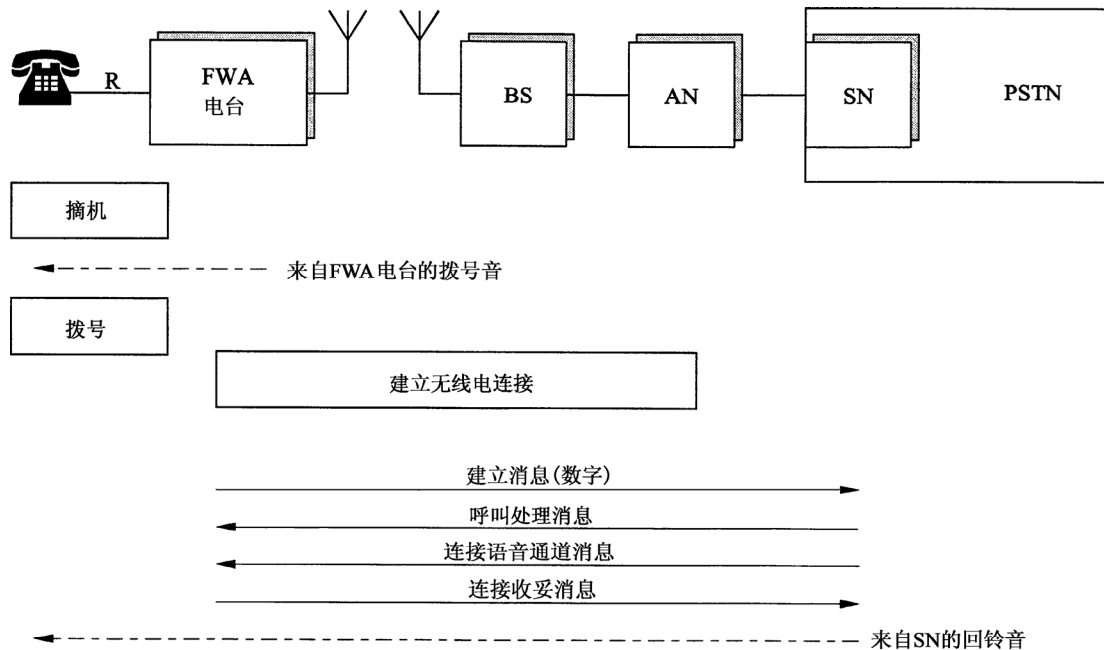 R
FWA
电台
BS
AN
SN
PSTN
摘机
来自FWA电台的拨号音
拨号
建立无线电连接
建立消息(数字)
呼叫处理消息
连接语音通道消息
连接收妥消息
来自SN的回铃音